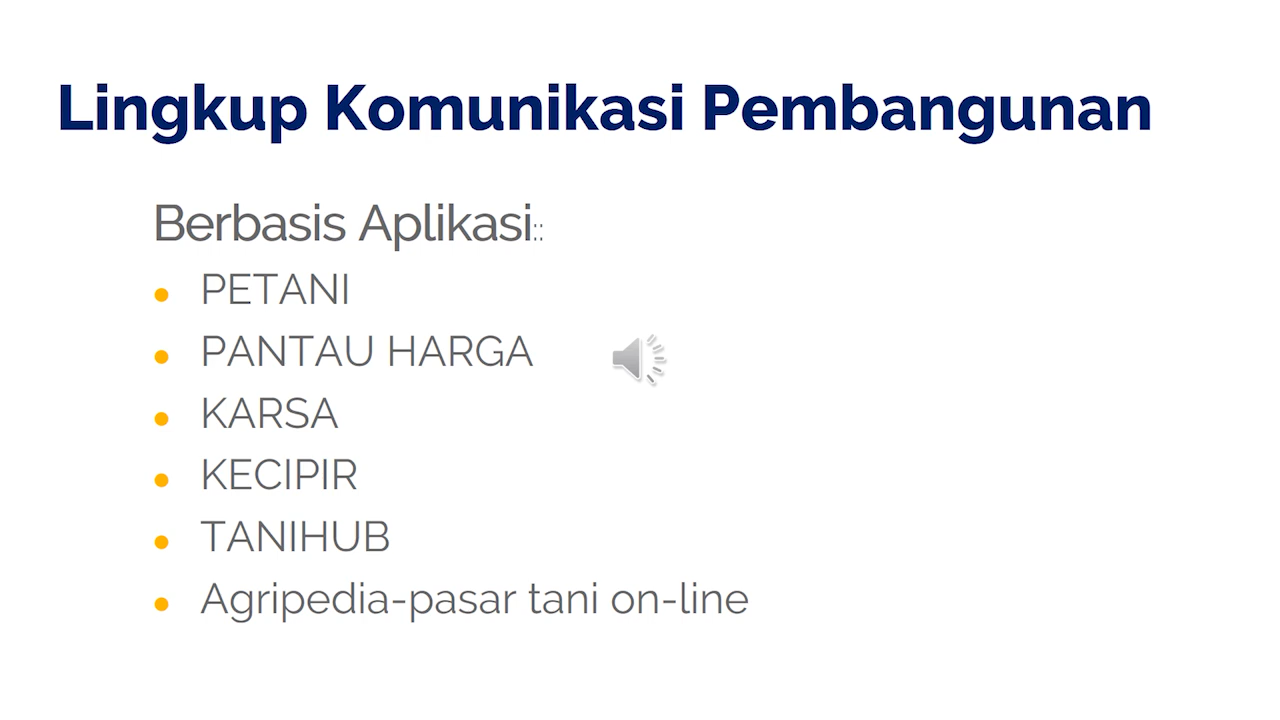 Lingkup Komunikasi Pembangunan
Berbasis Aplikasi::
• PETANI
• PANTAU HARGA
• KARSA
• KECIPIR
• TANIHUB
• Agripedia-pasar tani on-line